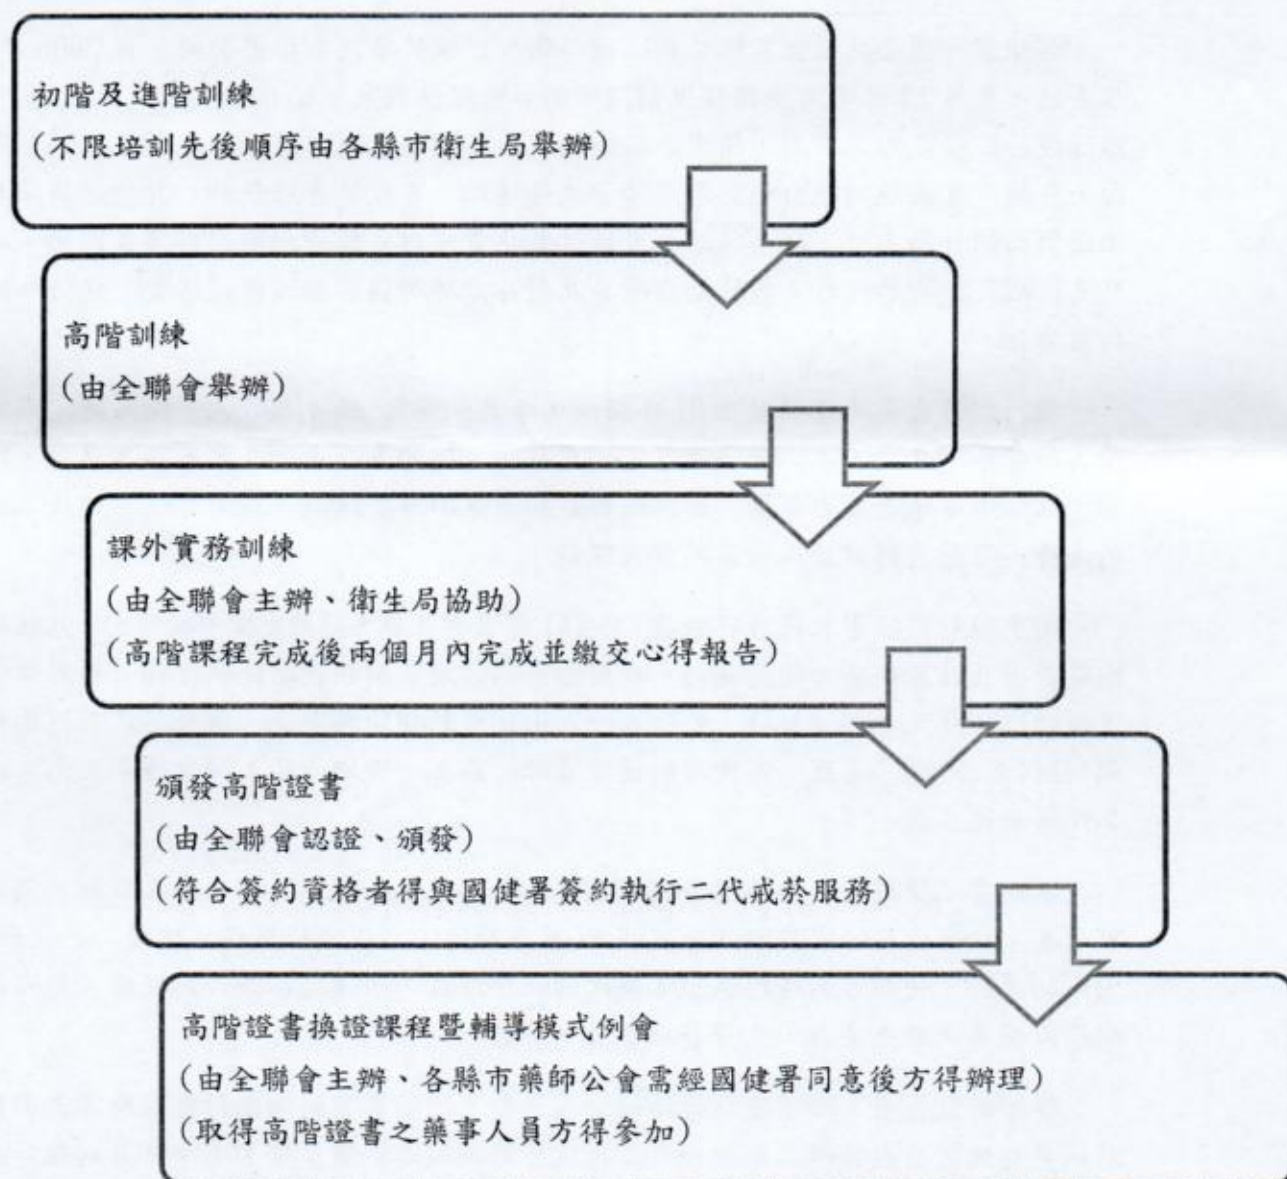 初階及進階訓練
(不限培訓先後順序由各縣市衛生局舉辦)
高階訓練
(由全聯會舉辦)
課外實務訓練
(由全聯會主辦、衛生局協助)
(高階課程完成後兩個月內完成並繳交心得報告)
頒發高階證書
(由全聯會認證、頒發)
(符合簽約資格者得與國健署簽約執行二代戒菸服務)
高階證書換證課程暨輔導模式例會
(由全聯會主辦、各縣市藥師公會需經國健署同意後方得辦理)
(取得高階證書之藥事人員方得參加)